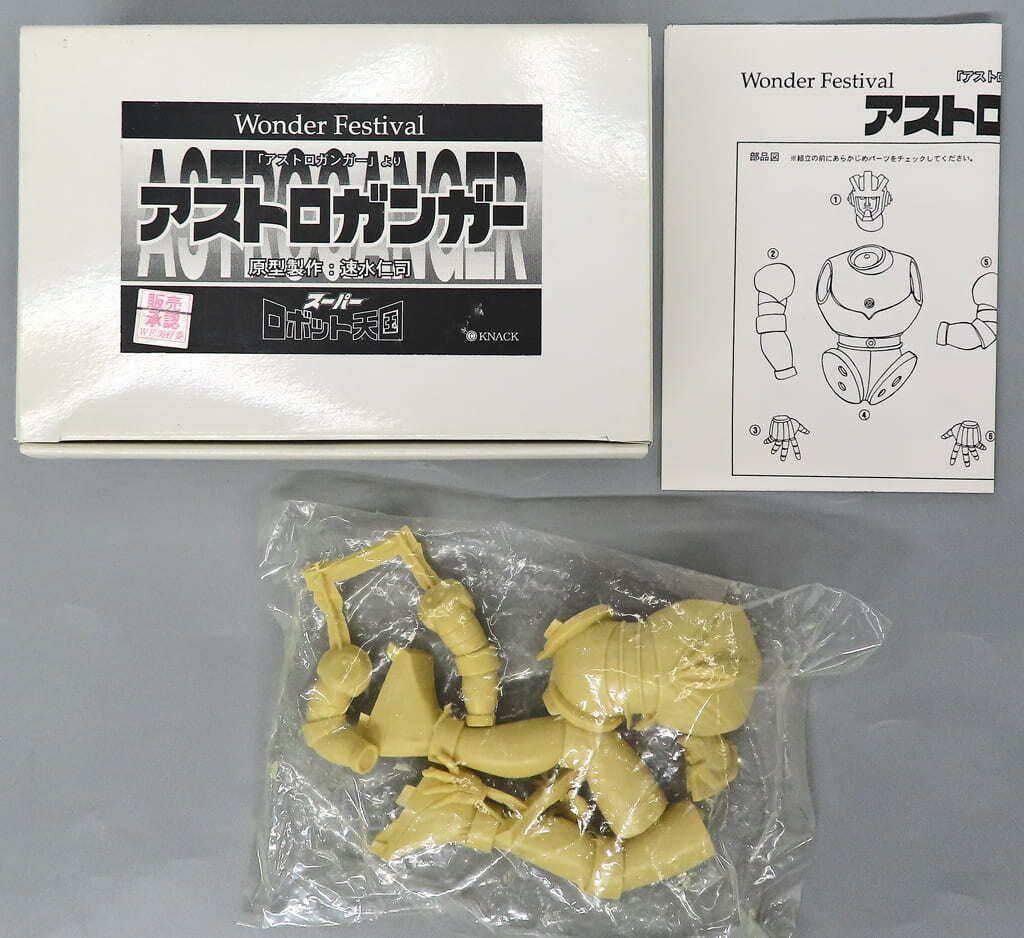 Wonder Festival
ASTROGANGER
「アストロガンガー」より
アストロガンガー
原型製作:速水仁司
スーパー
ロボット天国
販売
承認
© KNACK
Wonder Festival
「アスト
アストロ
部品図 ※組立の前にあらかじめパーツをチェックしてください。
①
②
⑤
④
③
⑥